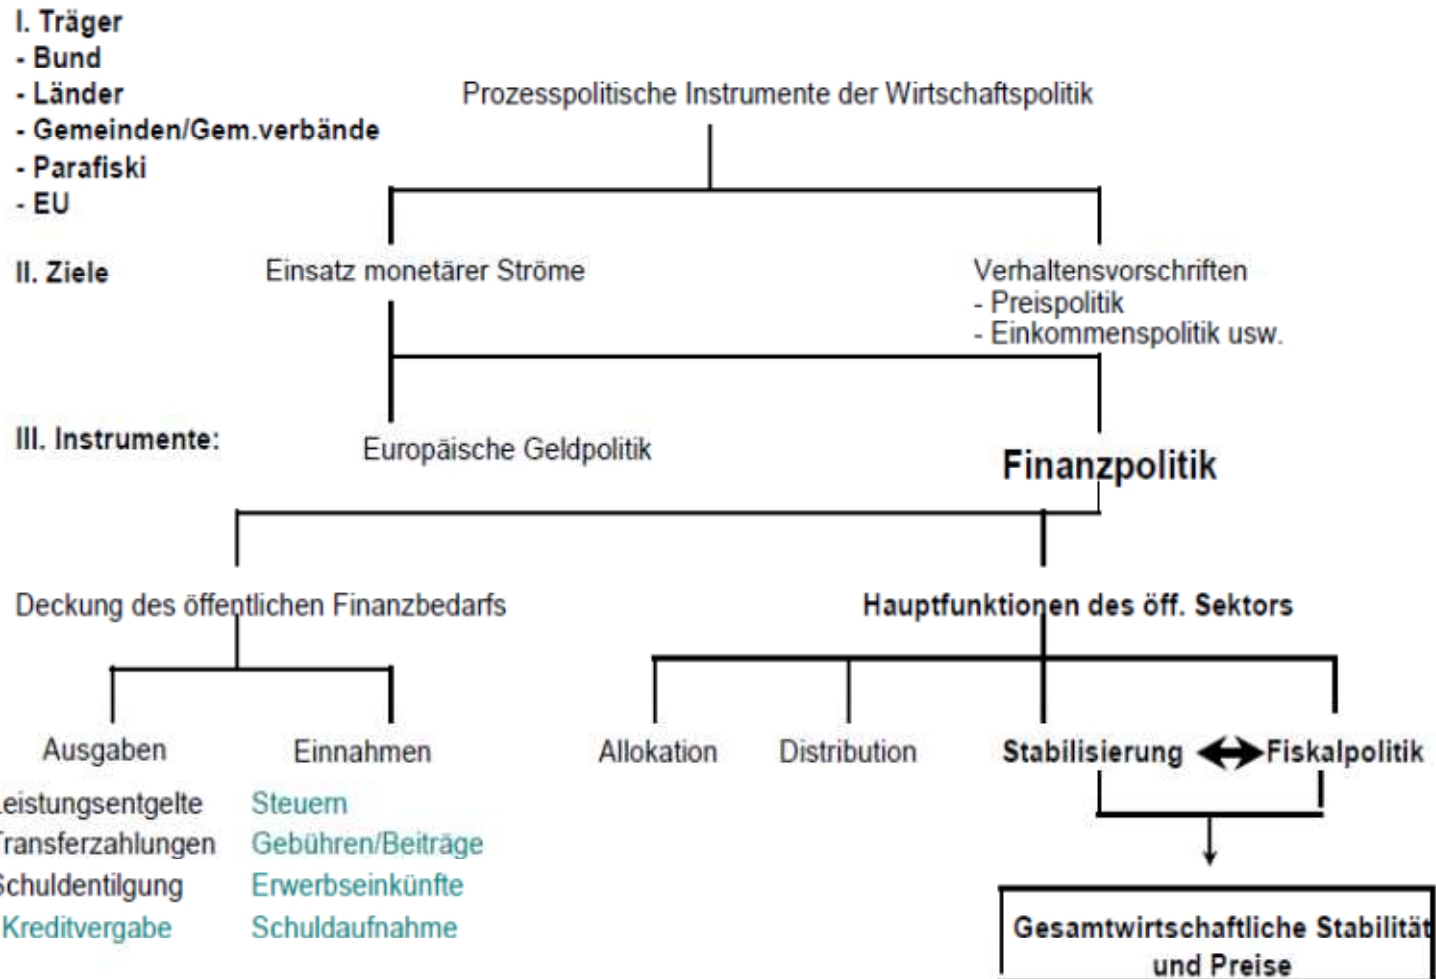 I. Träger
- Bund
- Länder
- Gemeinden/Gem.verbände
- Parafiski
- EU
Prozesspolitische Instrumente der Wirtschaftspolitik
II. Ziele
Einsatz monetärer Ströme
Verhaltensvorschriften
- Preispolitik
- Einkommenspolitik usw.
III. Instrumente:
Europäische Geldpolitik
Finanzpolitik
Deckung des öffentlichen Finanzbedarfs
Hauptfunktionen des öff. Sektors
Ausgaben
Einnahmen
Allokation
Distribution
Stabilisierung
Fiskalpolitik
Leistungsentgelte
Transferzahlungen
Schuldentilgung
Kreditvergabe
Steuern
Gebühren/Beiträge
Erwerbseinkünfte
Schuldaufnahme
Gesamtwirtschaftliche Stabilität
und Preise